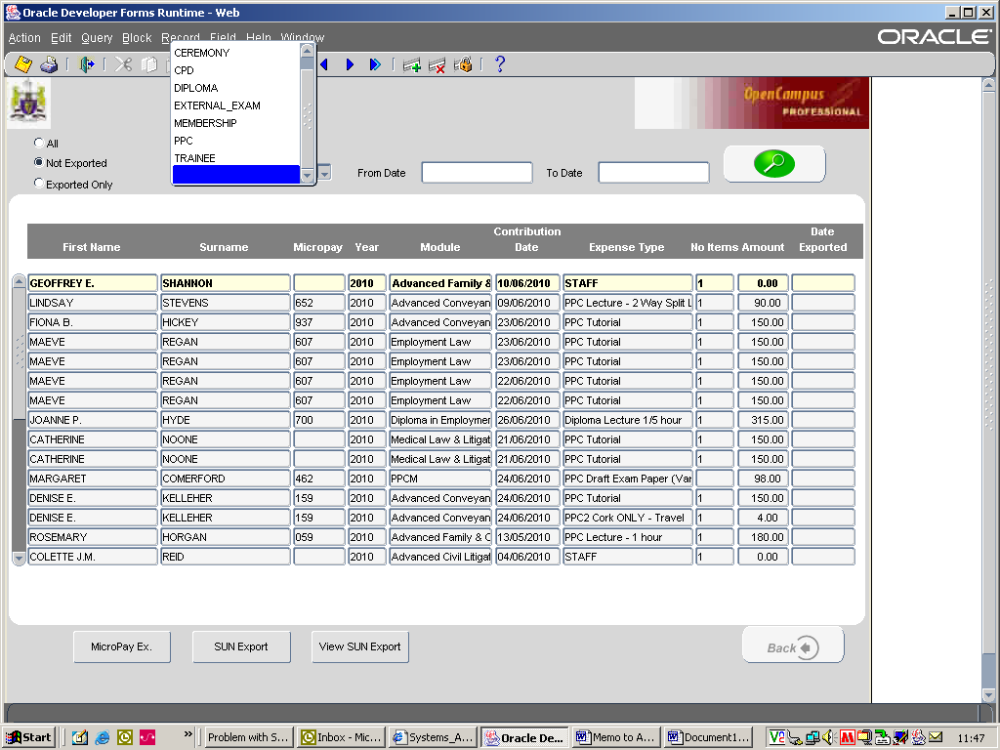 Oracle Developer Forms Runtime - Web
Action Edit Query Block Record Field Help Window
ORACLE
CEREMONY
CPD
DIPLOMA
EXTERNAL_EXAM
MEMBERSHIP
PPC
TRAINEE
OpenCampus
PROFESSIONAL
All
Not Exported
Exported Only
From Date
To Date
First Name Surname Micropay Year Module Contribution Date Expense Type No Items Amount Date Exported
GEOFFREY E. SHANNON 2010 Advanced Family & 10/06/2010 STAFF 1 0.00
LINDSAY STEVENS 652 2010 Advanced Conveyan 09/06/2010 PPC Lecture - 2 Way Split L 1 90.00
FIONA B. HICKEY 937 2010 Advanced Conveyan 23/06/2010 PPC Tutorial 1 150.00
MAEVE REGAN 607 2010 Employment Law 23/06/2010 PPC Tutorial 1 150.00
MAEVE REGAN 607 2010 Employment Law 23/06/2010 PPC Tutorial 1 150.00
MAEVE REGAN 607 2010 Employment Law 22/06/2010 PPC Tutorial 1 150.00
MAEVE REGAN 607 2010 Employment Law 22/06/2010 PPC Tutorial 1 150.00
JOANNE P. HYDE 700 2010 Diploma in Employmer 26/06/2010 Diploma Lecture 1/5 hour 1 315.00
CATHERINE NOONE 2010 Medical Law & Litigat 21/06/2010 PPC Tutorial 1 150.00
CATHERINE NOONE 2010 Medical Law & Litigat 21/06/2010 PPC Tutorial 1 150.00
MARGARET COMERFORD 462 2010 PPCM 24/06/2010 PPC Draft Exam Paper (Var 98.00
DENISE E. KELLEHER 159 2010 Advanced Conveyan 24/06/2010 PPC Tutorial 1 150.00
DENISE E. KELLEHER 159 2010 Advanced Conveyan 24/06/2010 PPC2 Cork ONLY - Travel 1 4.00
ROSEMARY HORGAN 059 2010 Advanced Family & C 13/05/2010 PPC Lecture - 1 hour 1 180.00
COLETTE J.M. REID 2010 Advanced Civil Litigat 04/06/2010 STAFF 1 0.00
MicroPay Ex. SUN Export View SUN Export Back
Start Problem with S... Inbox - Mic... Systems_A... Oracle De... Memo to A... Document1... 11:47